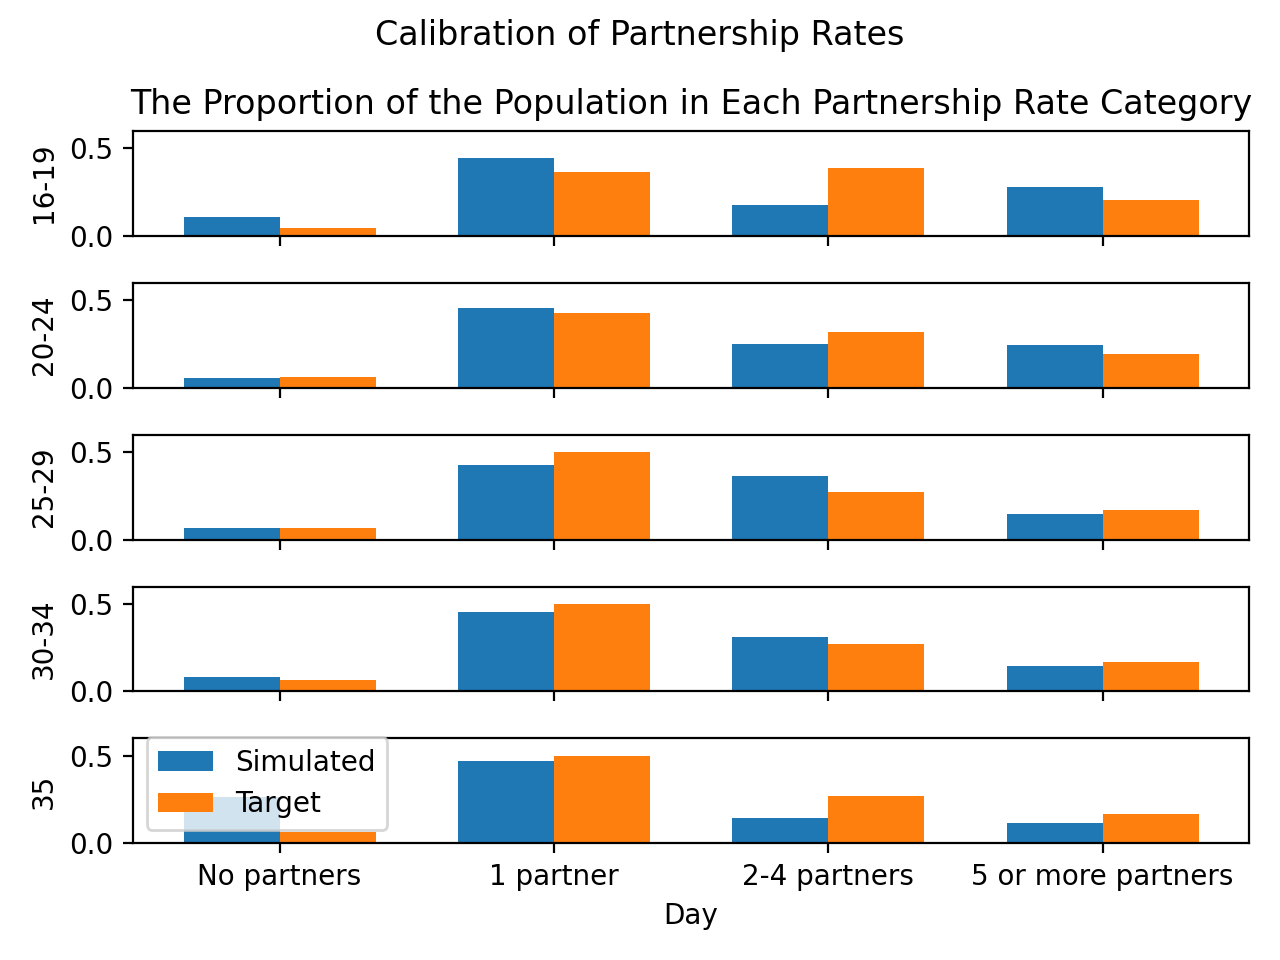 Calibration of Partnership Rates
The Proportion of the Population in Each Partnership Rate Category
16-19
0.5
0.0
20-24
0.5
0.0
25-29
0.5
0.0
30-34
0.5
0.0
35
0.5
0.0
Simulated
Target
No partners 1 partner 2-4 partners 5 or more partners
Day